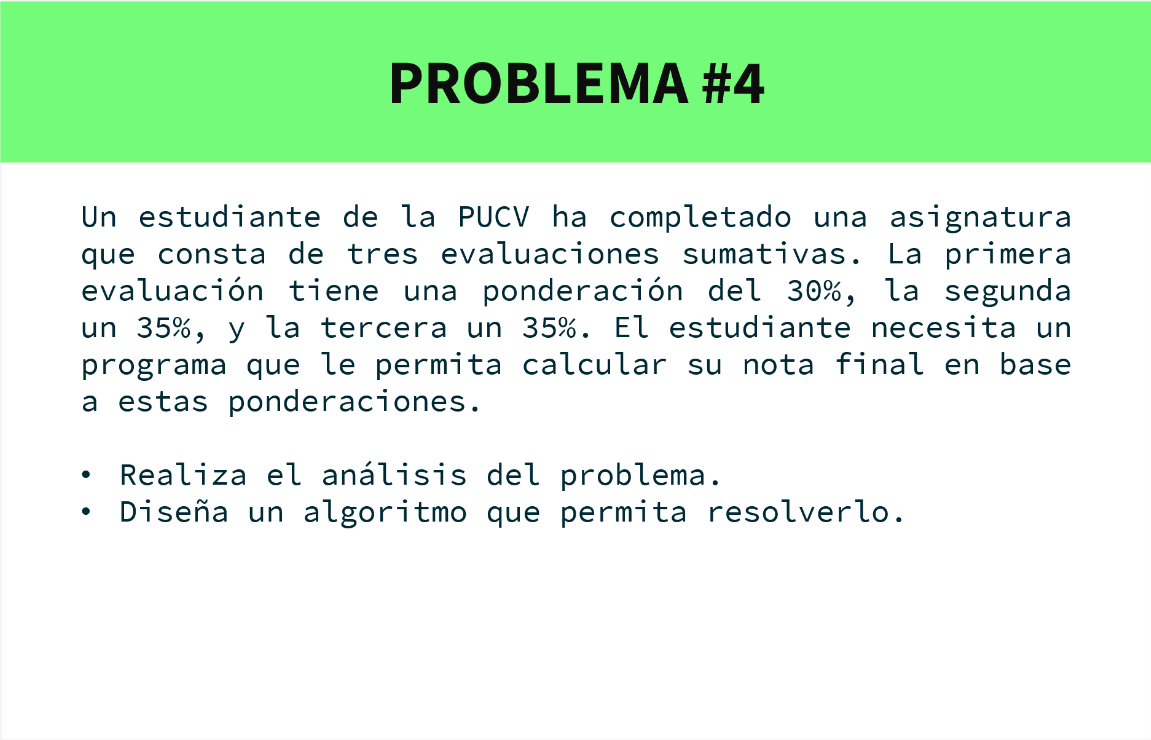 PROBLEMA #4
Un estudiante de la PUCV ha completado una asignatura
que consta de tres evaluaciones sumativas. La primera
evaluación tiene una ponderación del 30%, la segunda
un 35%, y la tercera un 35%. El estudiante necesita un
programa que le permita calcular su nota final en base
a estas ponderaciones.
• Realiza el análisis del problema.
• Diseña un algoritmo que permita resolverlo.